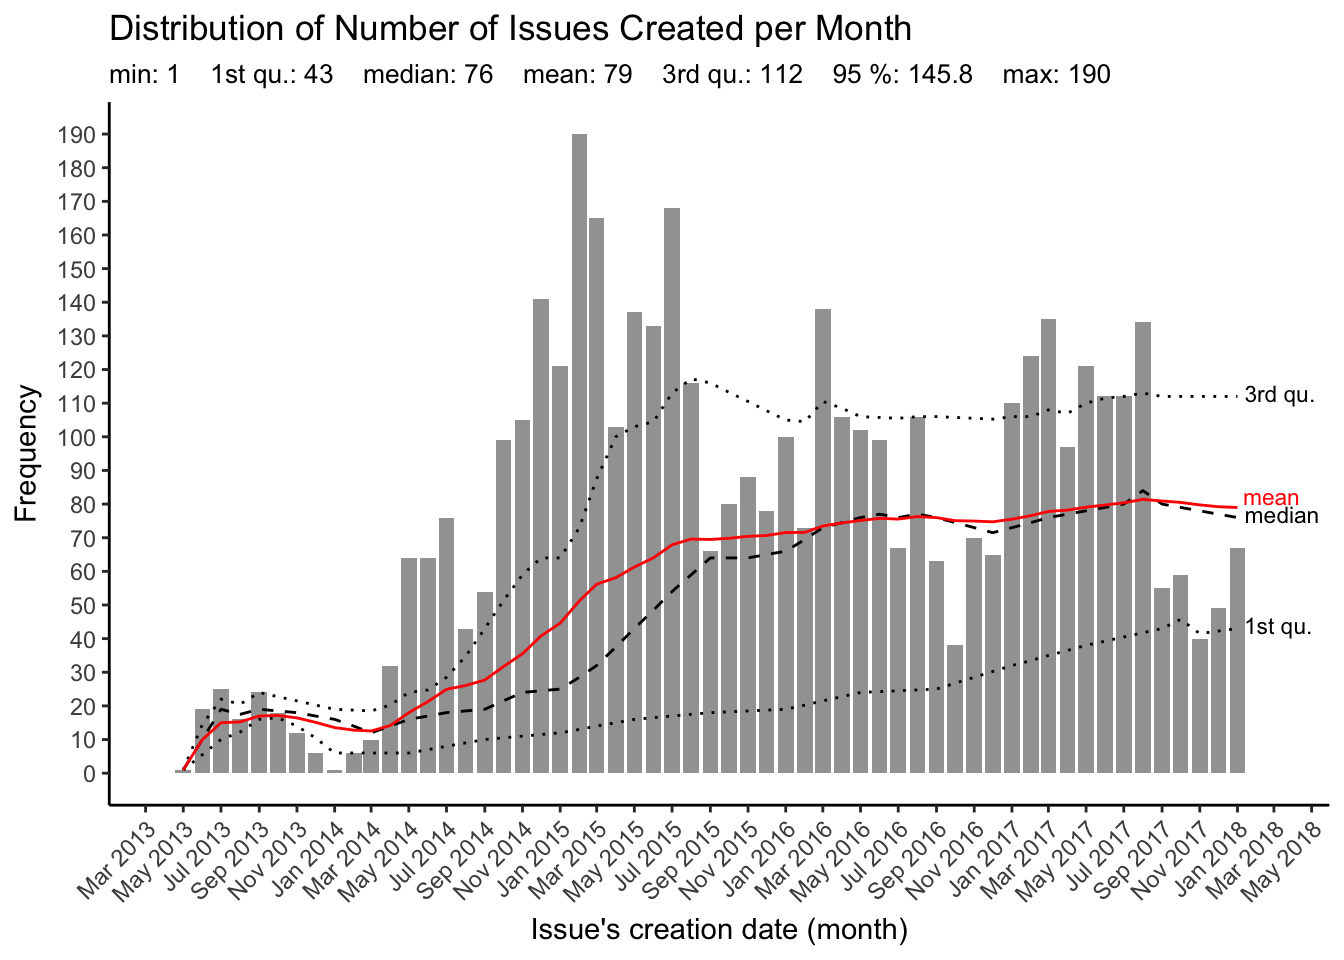 Distribution of Number of Issues Created per Month
min: 1 1st qu.: 43 median: 76 mean: 79 3rd qu.: 112 95 %: 145.8 max: 190
190
180
170
160
150
140
130
120
110
100
90
80
70
60
50
40
30
20
10
0
Frequency
3rd qu.
mean
median
1st qu.
Mar 2013
May 2013
Jul 2013
Sep 2013
Nov 2013
Jan 2014
Mar 2014
May 2014
Jul 2014
Sep 2014
Nov 2014
Jan 2015
Mar 2015
May 2015
Jul 2015
Sep 2015
Nov 2015
Jan 2016
Mar 2016
May 2016
Jul 2016
Sep 2016
Nov 2016
Jan 2017
Mar 2017
May 2017
Jul 2017
Sep 2017
Nov 2017
Jan 2018
Mar 2018
May 2018
Issue's creation date (month)